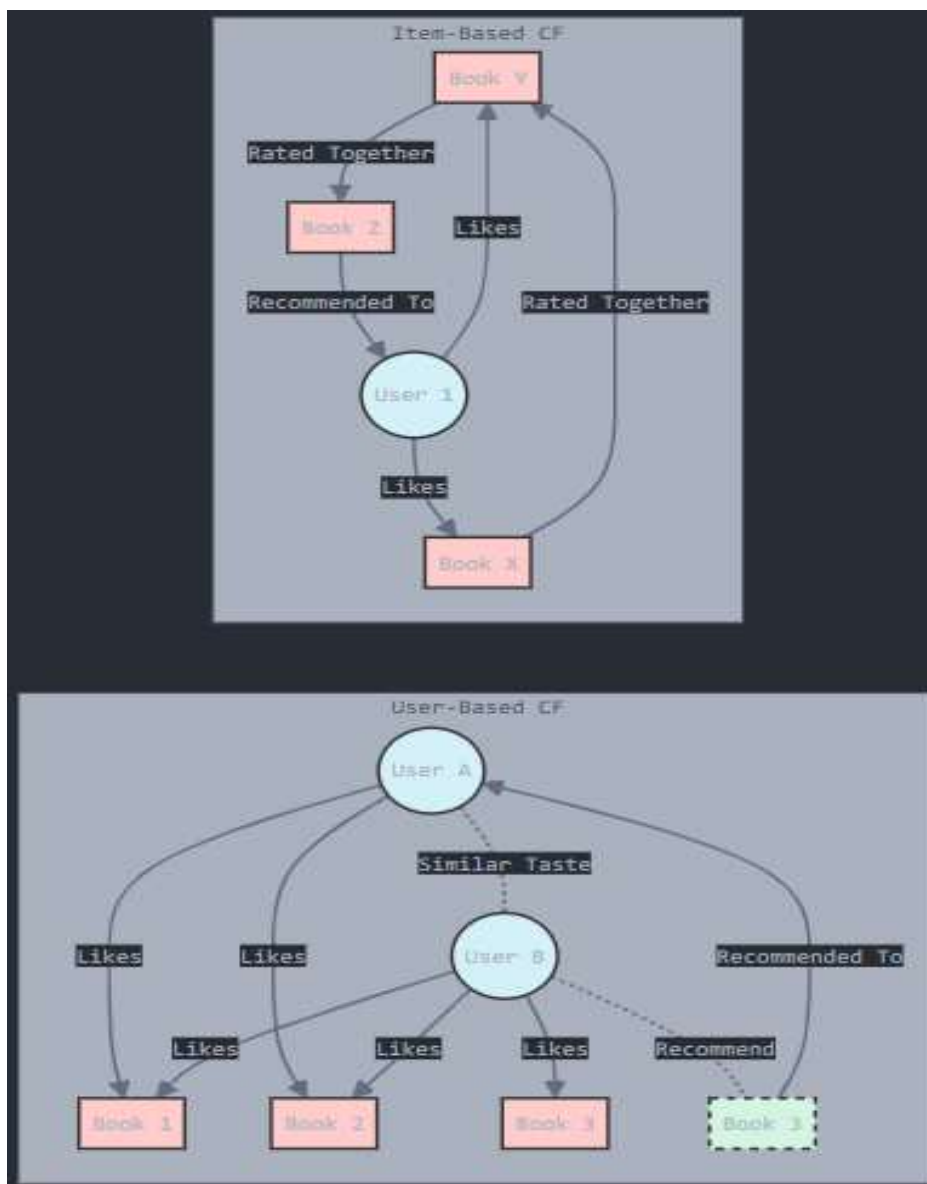 Item-Based CF
Book Y
Rated Together
Book Z
Likes
Recommended To
Rated Together
User 1
Likes
Book X
User-Based CF
User A
Similar Taste
Likes
Likes
User B
Recommended To
Likes
Likes
Likes
Recommend
Book 1
Book 2
Book 3
Book 3